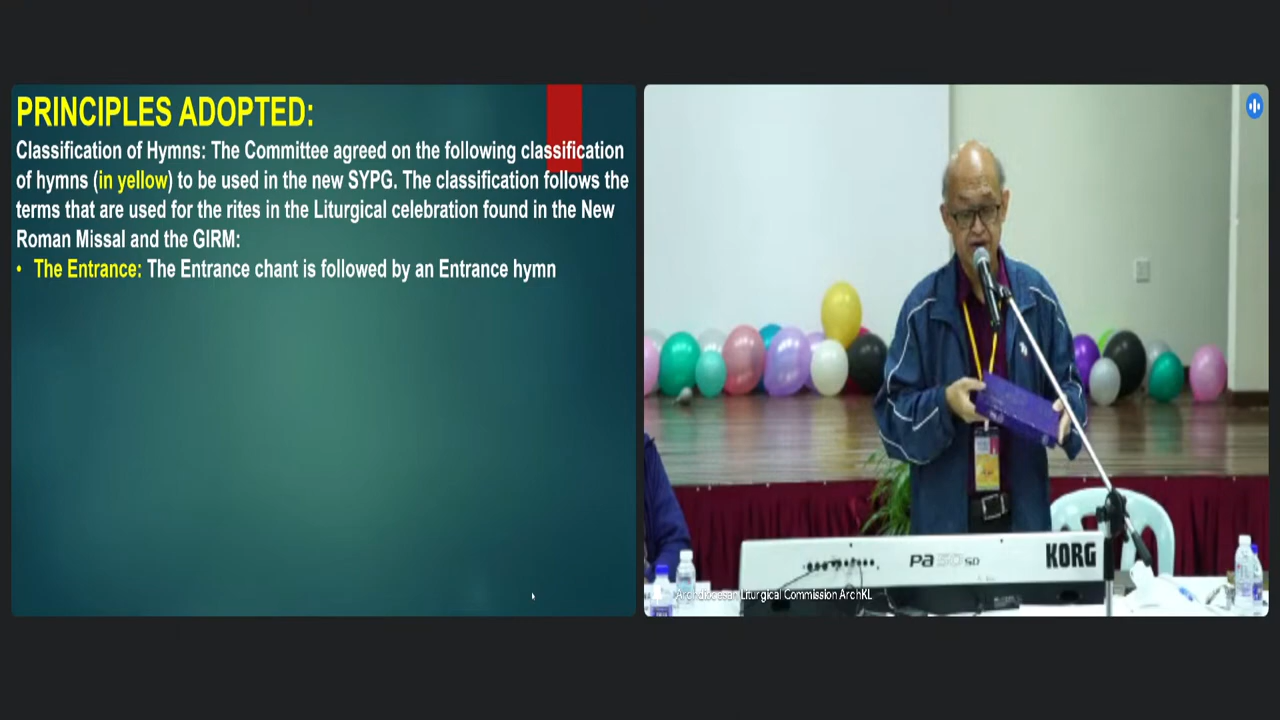 PRINCIPLES ADOPTED:
Classification of Hymns: The Committee agreed on the following classification
of hymns (in yellow) to be used in the new SYPG. The classification follows the
terms that are used for the rites in the Liturgical celebration found in the New
Roman Missal and the GIRM:
• The Entrance: The Entrance chant is followed by an Entrance hymn
Pa 50 SD KORG
Archdiocesan Liturgical Commission ArchKL